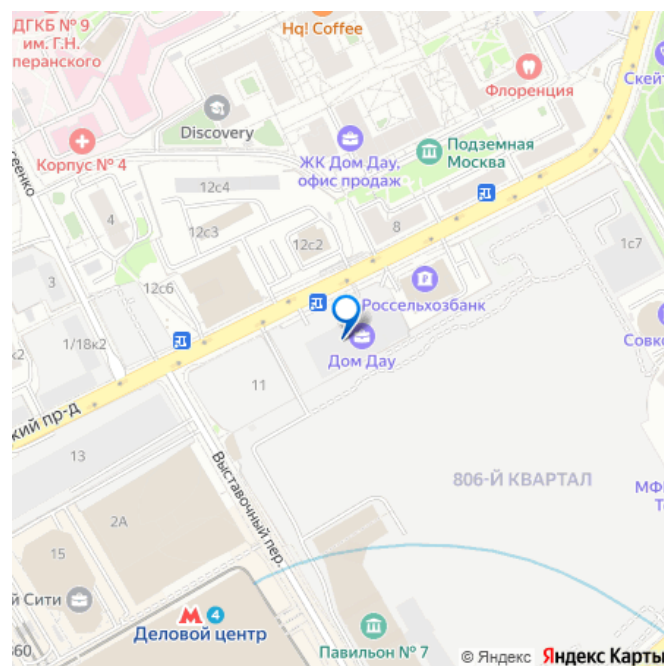 ДГКБ № 9
им. Г.Н.
перанского
Hq! Coffee
Флоренция
Скейт
Discovery
Корпус № 4
ЖК Дом Дау,
офис продаж
Подземная
Москва
12с4
4
12с3
12с2
8
1с7
3
12с6
Россельхозбанк
1/18к2
к2
Дом Дау
Совко
11
кий пр-д
13
Выставочный пер.
806-Й КВАРТАЛ
МФ
Т
2А
15
й Сити
М 4
Деловой центр
360
Павильон № 7
© Яндекс Яндекс Карты